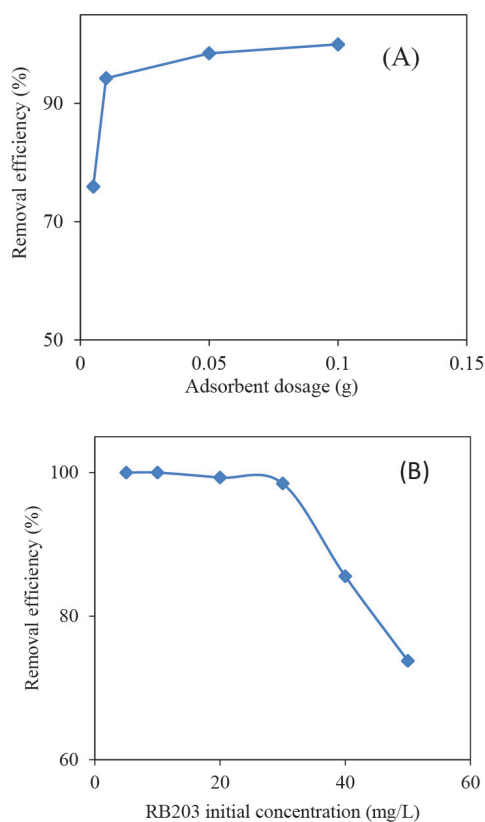 (A)
90
70
50
Removal efficiency (%)
0 0.05 0.1 0.15
Adsorbent dosage (g)
(B)
100
80
60
Removal efficiency (%)
0 20 40 60
RB203 initial concentration (mg/L)